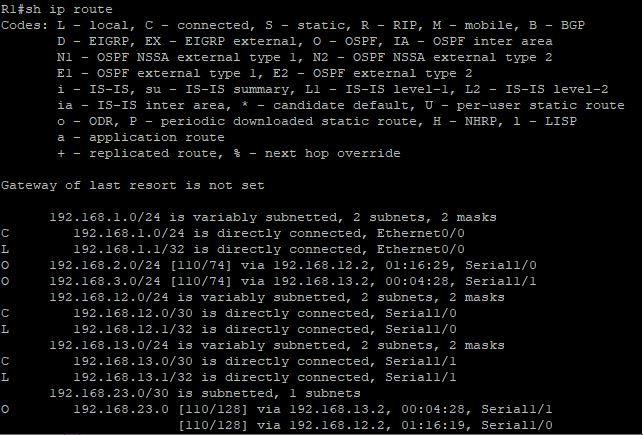 R1#sh ip route
Codes: L - local, C - connected, S - static, R - RIP, M - mobile, B - BGP
       D - EIGRP, EX - EIGRP external, O - OSPF, IA - OSPF inter area
       N1 - OSPF NSSA external type 1, N2 - OSPF NSSA external type 2
       E1 - OSPF external type 1, E2 - OSPF external type 2
       i - IS-IS, su - IS-IS summary, L1 - IS-IS level-1, L2 - IS-IS level-2
       ia - IS-IS inter area, * - candidate default, U - per-user static route
       o - ODR, P - periodic downloaded static route, H - NHRP, l - LISP
       a - application route
       + - replicated route, % - next hop override

Gateway of last resort is not set

      192.168.1.0/24 is variably subnetted, 2 subnets, 2 masks
C        192.168.1.0/24 is directly connected, Ethernet0/0
L        192.168.1.1/32 is directly connected, Ethernet0/0
O     192.168.2.0/24 [110/74] via 192.168.12.2, 01:16:29, Serial1/0
O     192.168.3.0/24 [110/74] via 192.168.13.2, 00:04:28, Serial1/1
      192.168.12.0/24 is variably subnetted, 2 subnets, 2 masks
C        192.168.12.0/30 is directly connected, Serial1/0
L        192.168.12.1/32 is directly connected, Serial1/0
      192.168.13.0/24 is variably subnetted, 2 subnets, 2 masks
C        192.168.13.0/30 is directly connected, Serial1/1
L        192.168.13.1/32 is directly connected, Serial1/1
      192.168.23.0/30 is subnetted, 1 subnets
O        192.168.23.0 [110/128] via 192.168.13.2, 00:04:28, Serial1/1
                      [110/128] via 192.168.12.2, 01:16:19, Serial1/0